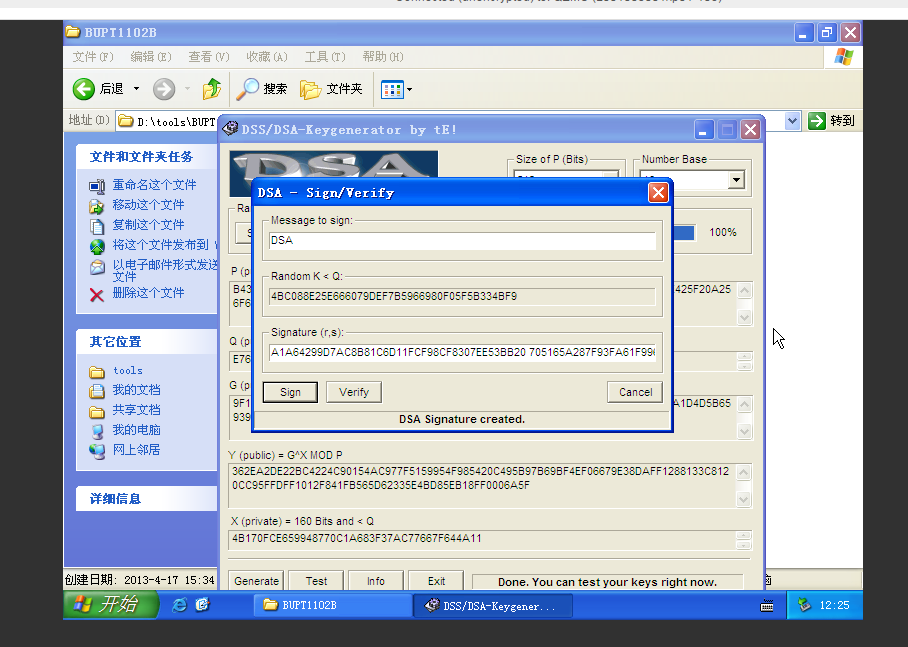 BUPT1102B
文件(F) 编辑(E) 查看(V) 收藏(A) 工具(T) 帮助(H)
后退 搜索 文件夹
地址(D) D:\tools\BUPT 转到
DSS/DSA-Keygenerator by tE!
文件和文件夹任务
重命名这个文件
移动这个文件
复制这个文件
将这个文件发布到
以电子邮件形式发送
文件
删除这个文件
其它位置
tools
我的文档
共享文档
我的电脑
网上邻居
详细信息
DSA
Size of P (Bits)
Number Base
Ra
100%
P (p
B43
6F6
425F20A25
Q (p
E76
G (p
9F1
939
A1D4D5B65
DSA - Sign/Verify
Message to sign:
DSA
Random K < Q:
4BC088E25E666079DEF7B5966980F05F5B334BF9
Signature (r,s):
A1A64299D7AC8B81C6D11FCF98CF8307EE53BB20 705165A287F93FA61F99
Sign Verify Cancel
DSA Signature created.
Y (public) = G^X MOD P
362EA2DE22BC4224C90154AC977F5159954F985420C495B97B69BF4EF06679E38DAFF1288133C812
0CC95FFDFF1012F841FB565D62335E4BD85EB18FF0006A5F
X (private) = 160 Bits and < Q
4B170FCE659948770C1A683F37AC77667F644A11
Generate Test Info Exit Done. You can test your keys right now.
创建日期: 2013-4-17 15:34
开始 BUPT1102B DSS/DSA-Keygener... 12:25